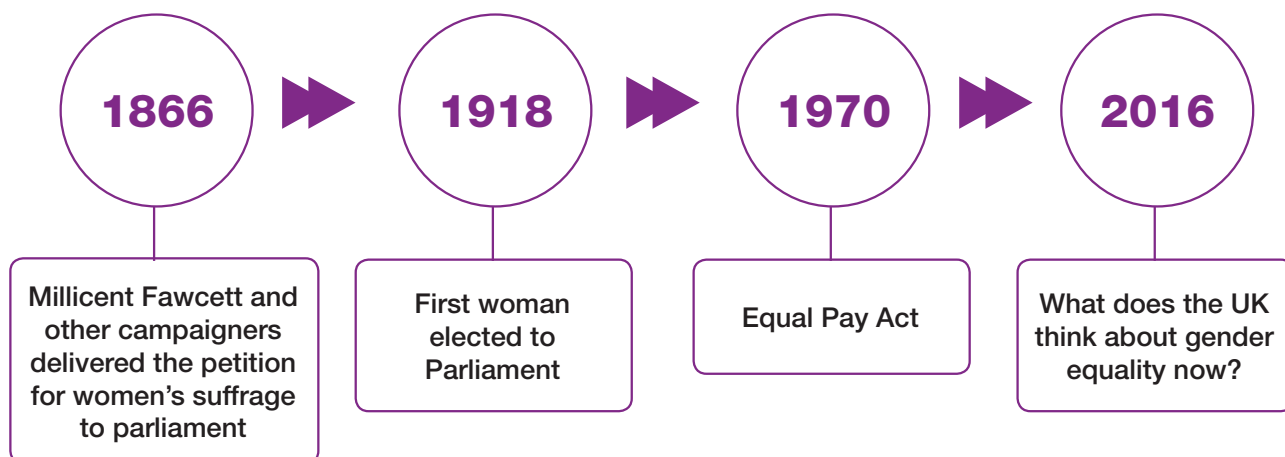 1866
Millicent Fawcett and
other campaigners
delivered the petition
for women’s suffrage
to parliament
1918
First woman
elected to
Parliament
1970
Equal Pay Act
2016
What does the UK
think about gender
equality now?